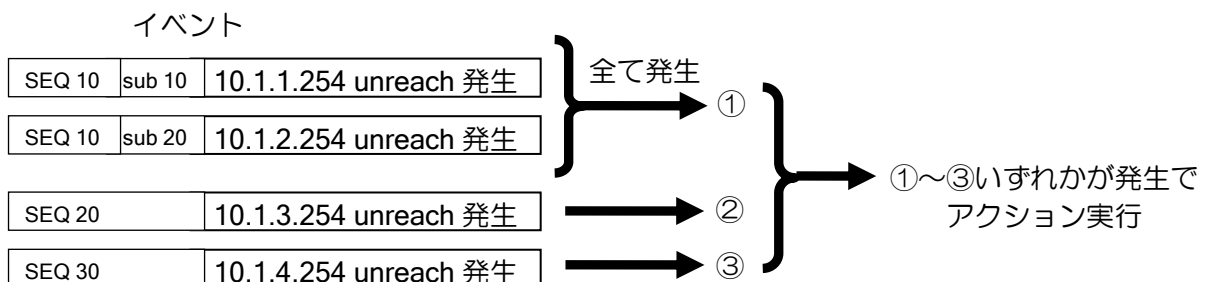 イベント
SEQ 10 sub 10 10.1.1.254 unreach 発生
SEQ 10 sub 20 10.1.2.254 unreach 発生
全て発生
①
SEQ 20 10.1.3.254 unreach 発生
②
SEQ 30 10.1.4.254 unreach 発生
③
①～③いずれかが発生で
アクション実行